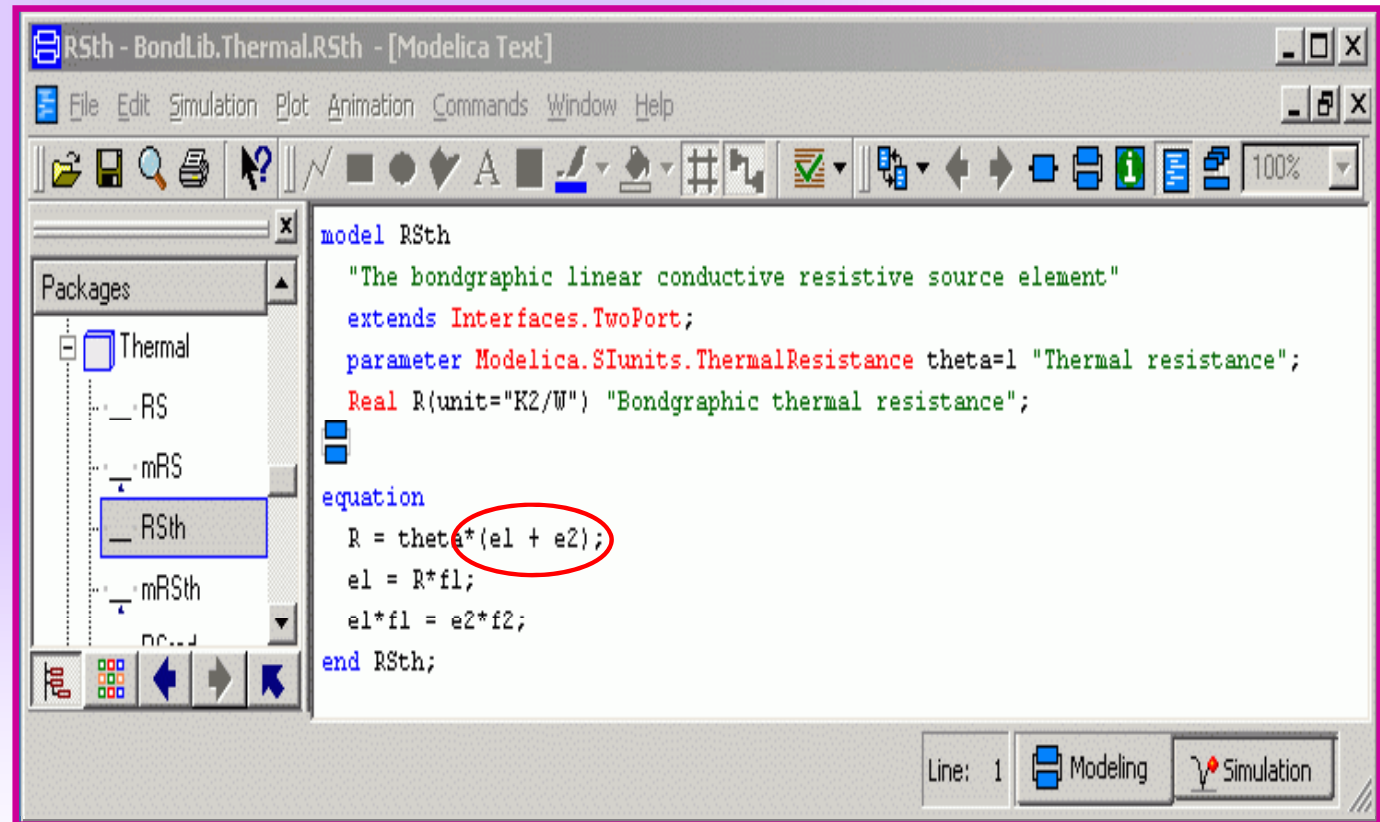 RSth - BondLib.Thermal.RSth - [Modelica Text]
File Edit Simulation Plot Animation Commands Window Help
100%
Packages
Thermal
RS
mRS
RSth
mRSth
model RSth
"The bondgraphic linear conductive resistive source element"
extends Interfaces.TwoPort;
parameter Modelica.SIunits.ThermalResistance theta=1 "Thermal resistance";
Real R(unit="K2/W") "Bondgraphic thermal resistance";
equation
R = theta*(e1 + e2);
e1 = R*f1;
e1*f1 = e2*f2;
end RSth;
Line: 1 Modeling Simulation